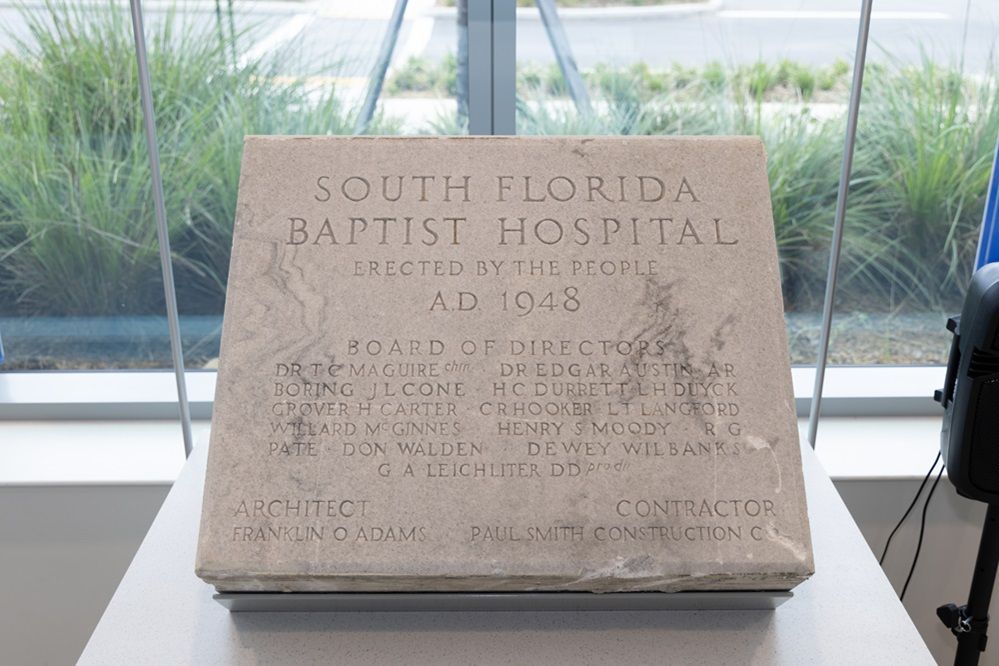 SOUTH FLORIDA
BAPTIST HOSPITAL
ERECTED BY THE PEOPLE
A.D. 1948
BOARD OF DIRECTORS
DR T C MAGUIRE chm DR EDGAR AUSTIN · A R
BORING · J L CONE · H C DURRETT · L H DUYCK
GROVER H CARTER · C R HOOKER · L T LANGFORD
WILLARD McGINNES · HENRY S MOODY · R G
PATE · DON WALDEN · DEWEY WILBANKS
G A LEICHLITER D D
ARCHITECT CONTRACTOR
FRANKLIN O ADAMS PAUL SMITH CONSTRUCTION C